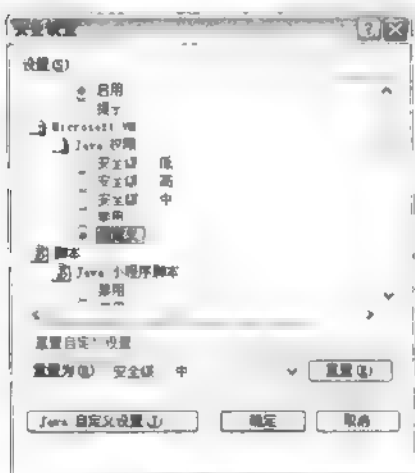 安全设置
设置(S)
启用
提示
Microsoft VM
Java 权限
安全级 低
安全级 高
安全级 中
禁用
自定义
脚本
Java 小程序脚本
禁用
重置自定义设置
重置为(R) 安全级 中
重置(E)
Java 自定义设置(J)
确定
取消